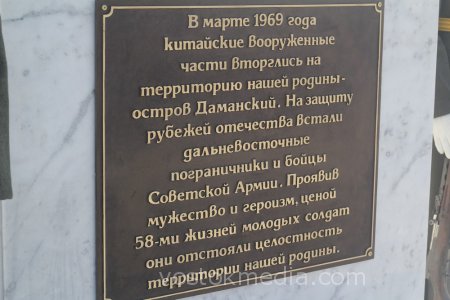 В марте 1969 года
китайские вооруженные
части вторглись на
территорию нашей родины-
остров Даманский. На защиту
рубежей отечества встали
дальневосточные
пограничники и бойцы
Советской Армии. Проявив
мужество и героизм, ценой
58-ми жизней молодых солдат
они отстояли целостность
территории нашей родины.
vostokmedia.com